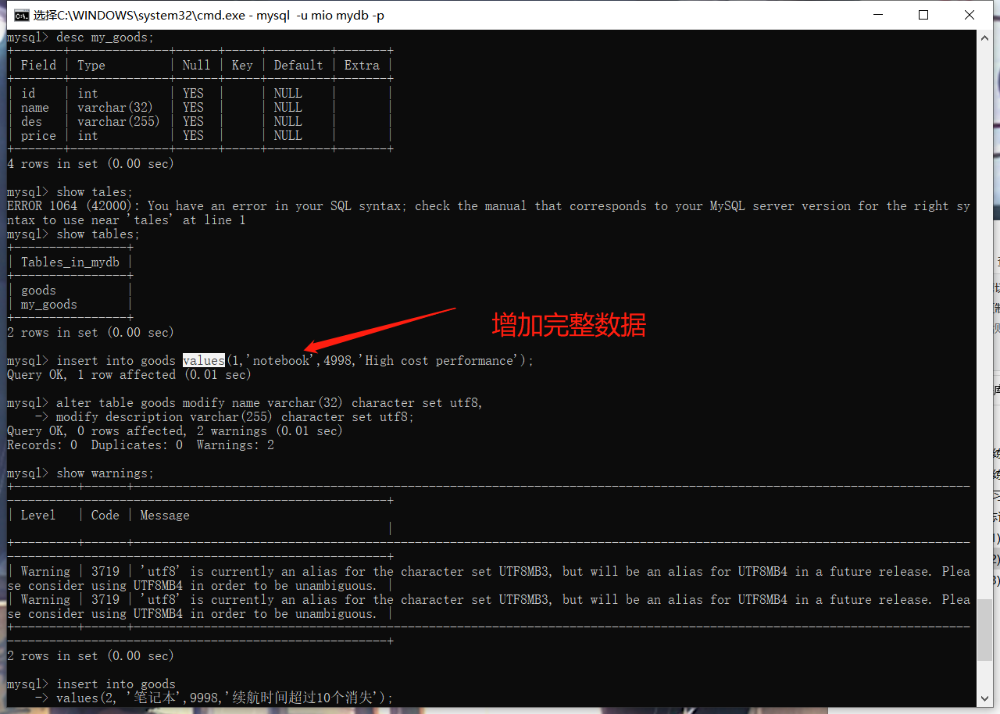 选择C:\WINDOWS\system32\cmd.exe - mysql  -u mio mydb -p
mysql> desc my_goods;
+-------+--------------+------+-----+---------+-------+
| Field | Type         | Null | Key | Default | Extra |
+-------+--------------+------+-----+---------+-------+
| id    | int          | YES  |     | NULL    |       |
| name  | varchar(32)  | YES  |     | NULL    |       |
| des   | varchar(255) | YES  |     | NULL    |       |
| price | int          | YES  |     | NULL    |       |
+-------+--------------+------+-----+---------+-------+
4 rows in set (0.00 sec)
mysql> show tales;
ERROR 1064 (42000): You have an error in your SQL syntax; check the manual that corresponds to your MySQL server version for the right sy
ntax to use near 'tales' at line 1
mysql> show tables;
+----------------+
| Tables_in_mydb |
+----------------+
| goods          |
| my_goods       |
+----------------+
2 rows in set (0.00 sec)
增加完整数据
mysql> insert into goods values(1,'notebook',4998,'High cost performance');
Query OK, 1 row affected (0.01 sec)
mysql> alter table goods modify name varchar(32) character set utf8,
    -> modify description varchar(255) character set utf8;
Query OK, 0 rows affected, 2 warnings (0.01 sec)
Records: 0  Duplicates: 0  Warnings: 2
mysql> show warnings;
| Level   | Code | Message
|
| Warning | 3719 | 'utf8' is currently an alias for the character set UTF8MB3, but will be an alias for UTF8MB4 in a future release. Plea
se consider using UTF8MB4 in order to be unambiguous. |
| Warning | 3719 | 'utf8' is currently an alias for the character set UTF8MB3, but will be an alias for UTF8MB4 in a future release. Plea
se consider using UTF8MB4 in order to be unambiguous. |
2 rows in set (0.00 sec)
mysql> insert into goods
    -> values(2, '笔记本',9998,'续航时间超过10个消失');